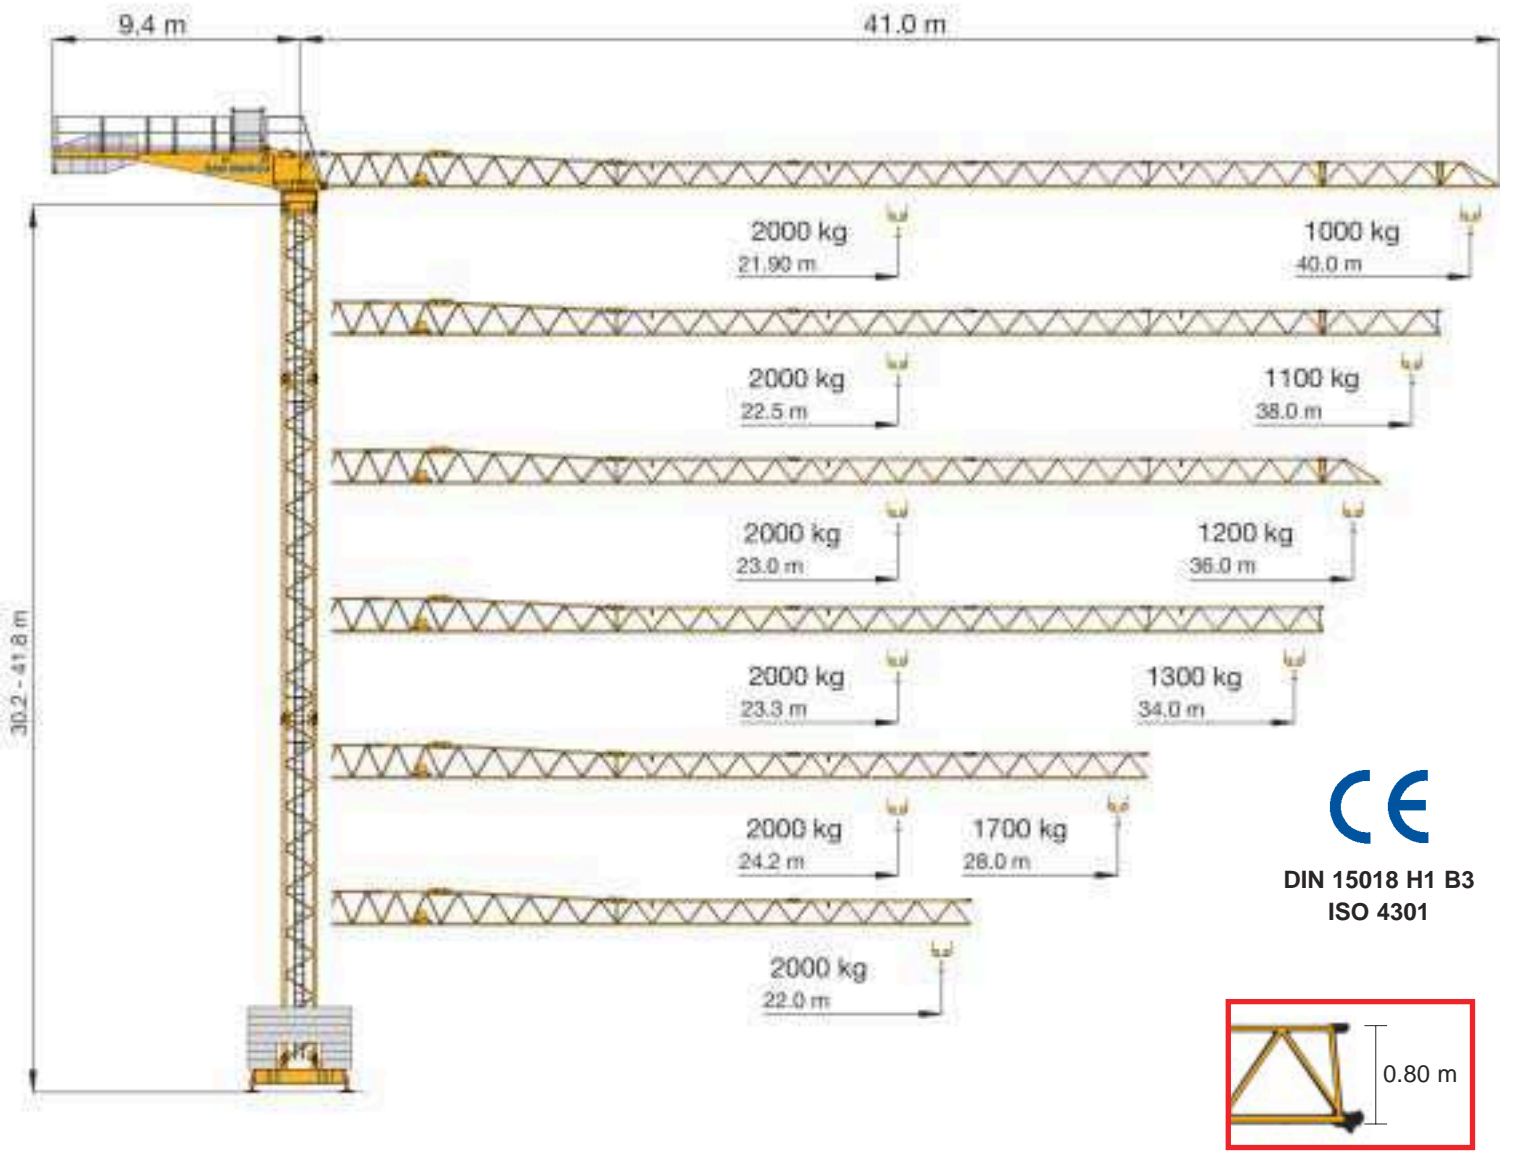 9.4 m
41.0 m
2000 kg
21.90 m
1000 kg
40.0 m
2000 kg
22.5 m
1100 kg
38.0 m
2000 kg
23.0 m
1200 kg
36.0 m
30.2 - 41.8 m
2000 kg
23.3 m
1300 kg
34.0 m
2000 kg
24.2 m
1700 kg
28.0 m
CE
DIN 15018 H1 B3
ISO 4301
2000 kg
22.0 m
0.80 m